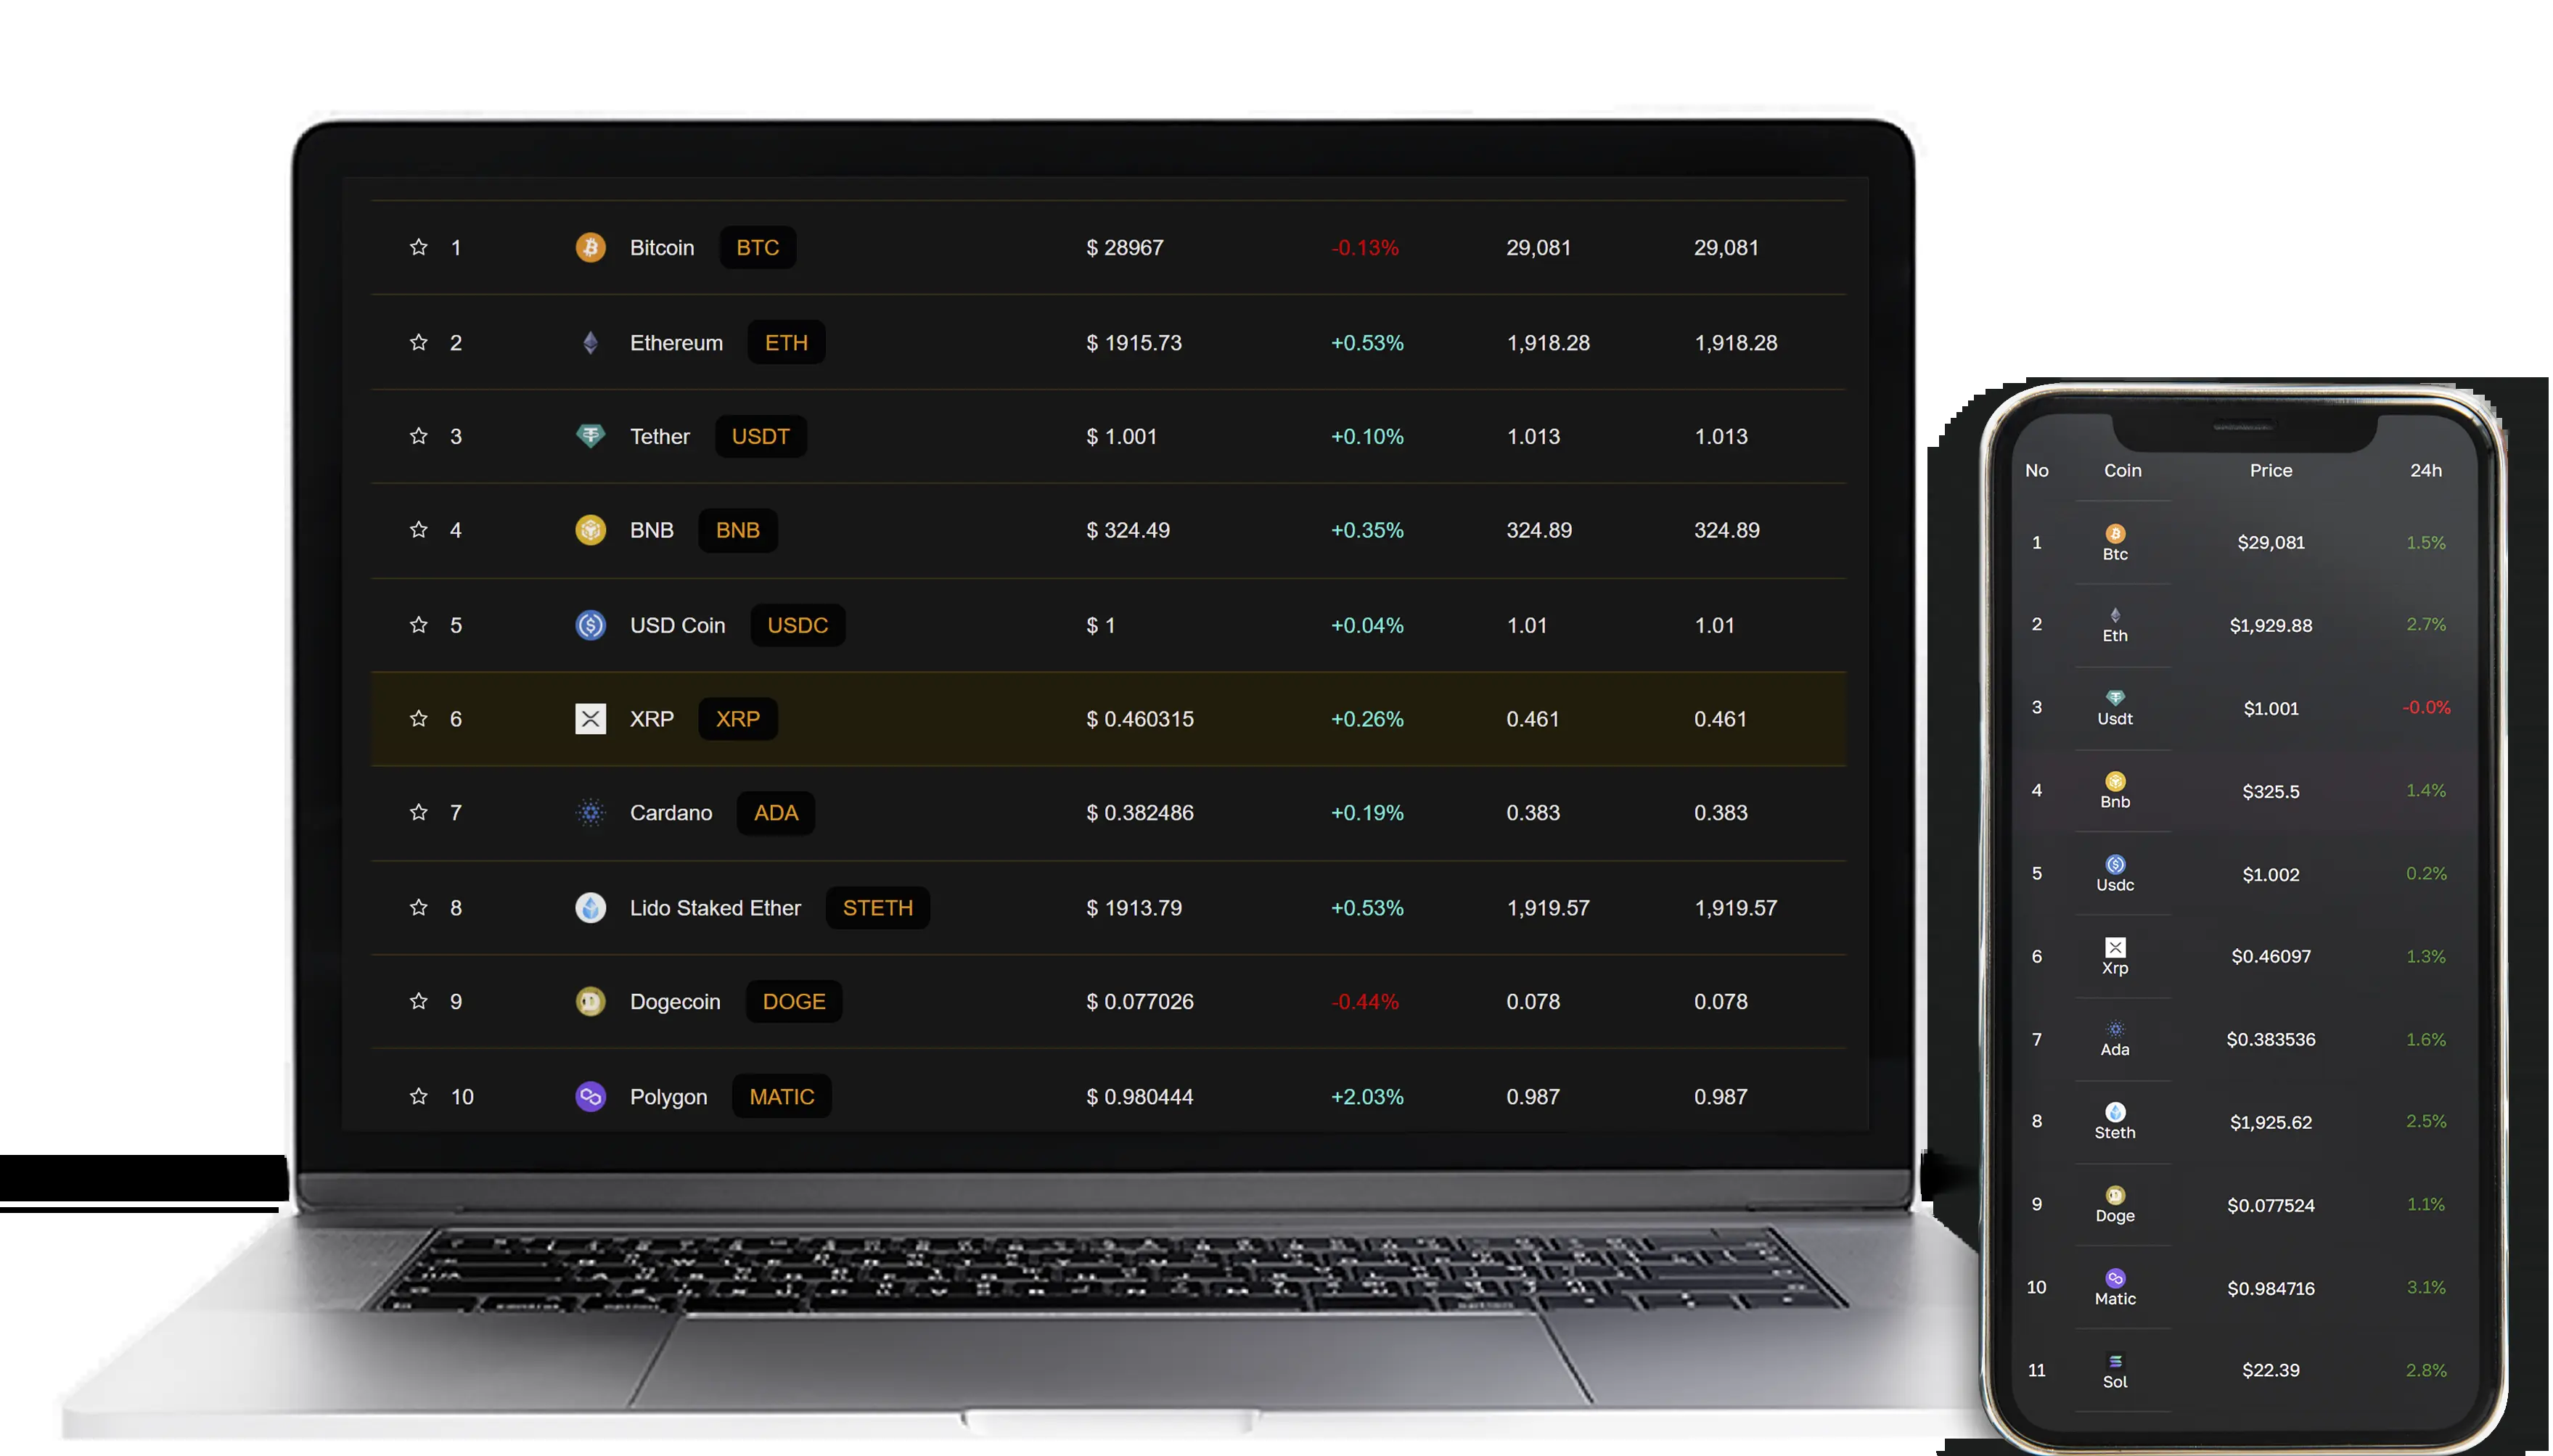 1 Bitcoin BTC $ 28967 -0.13% 29,081 29,081
2 Ethereum ETH $ 1915.73 +0.53% 1,918.28 1,918.28
3 Tether USDT $ 1.001 +0.10% 1.013 1.013
4 BNB BNB $ 324.49 +0.35% 324.89 324.89
5 USD Coin USDC $ 1 +0.04% 1.01 1.01
6 XRP XRP $ 0.460315 +0.26% 0.461 0.461
7 Cardano ADA $ 0.382486 +0.19% 0.383 0.383
8 Lido Staked Ether STETH $ 1913.79 +0.53% 1,919.57 1,919.57
9 Dogecoin DOGE $ 0.077026 -0.44% 0.078 0.078
10 Polygon MATIC $ 0.980444 +2.03% 0.987 0.987
No Coin Price 24h
1 Btc $29,081 1.5%
2 Eth $1,929.88 2.7%
3 Usdt $1.001 -0.0%
4 Bnb $325.5 1.4%
5 Usdc $1.002 0.2%
6 Xrp $0.46097 1.3%
7 Ada $0.383536 1.6%
8 Steth $1,925.62 2.5%
9 Doge $0.077524 1.1%
10 Matic $0.984716 3.1%
11 Sol $22.39 2.8%